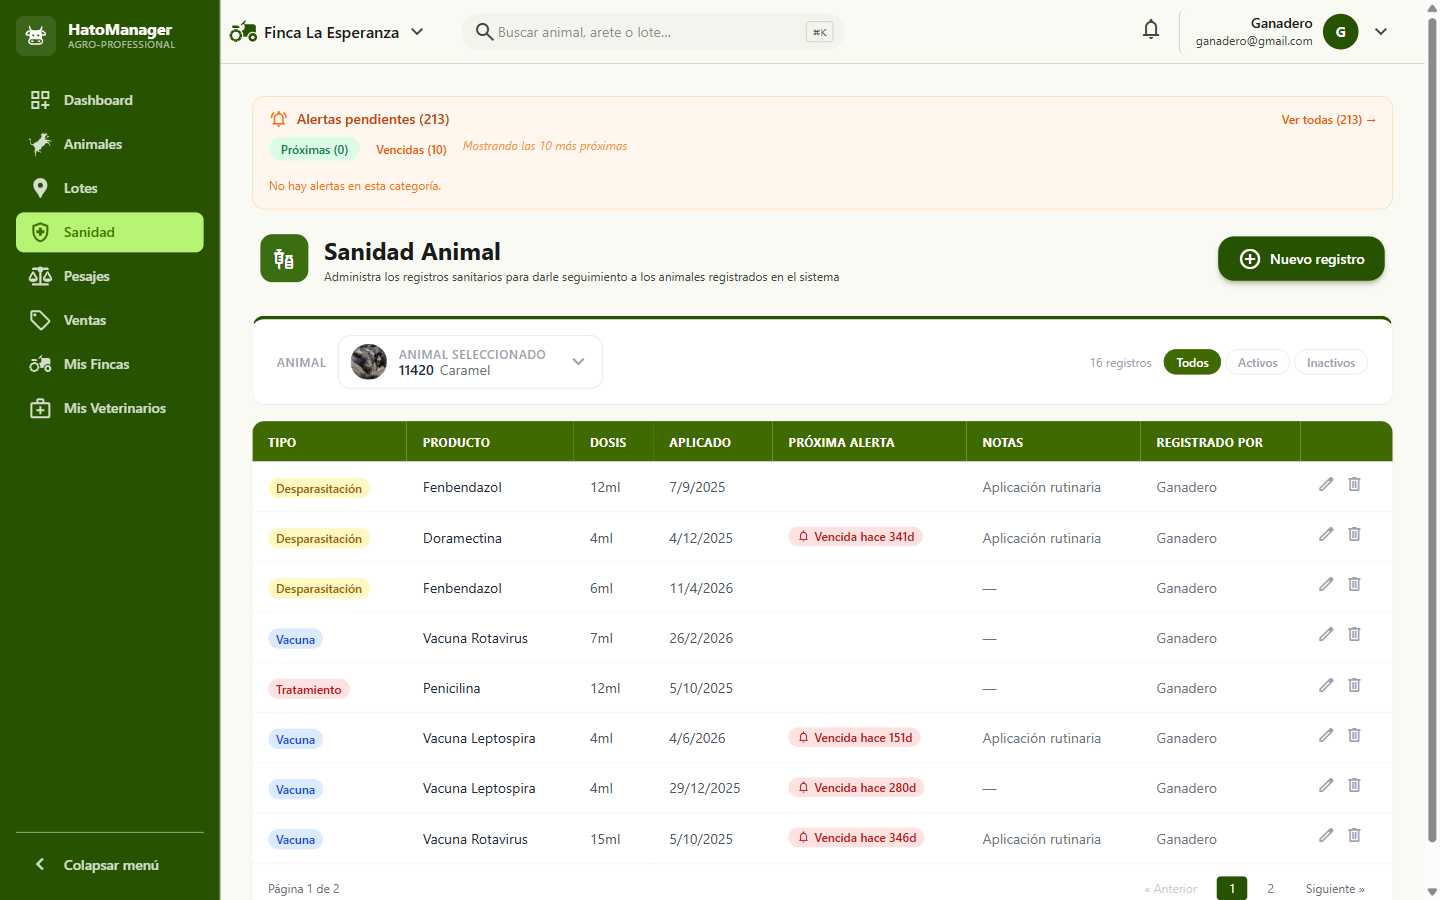 HatoManager
AGRO-PROFESSIONAL
Dashboard
Animales
Lotes
Sanidad
Pesajes
Ventas
Mis Fincas
Mis Veterinarios
Colapsar menú
Finca La Esperanza
Buscar animal, arete o lote...
⌘K
Ganadero
ganadero@gmail.com
G
Alertas pendientes (213)
Ver todas (213) →
Próximas (0) Vencidas (10) Mostrando las 10 más próximas
No hay alertas en esta categoría.
Sanidad Animal
Administra los registros sanitarios para darle seguimiento a los animales registrados en el sistema
Nuevo registro
ANIMAL
ANIMAL SELECCIONADO
11420 Caramel
16 registros Todos Activos Inactivos
TIPO PRODUCTO DOSIS APLICADO PRÓXIMA ALERTA NOTAS REGISTRADO POR
Desparasitación Fenbendazol 12ml 7/9/2025 Aplicación rutinaria Ganadero
Desparasitación Doramectina 4ml 4/12/2025 Vencida hace 341d Aplicación rutinaria Ganadero
Desparasitación Fenbendazol 6ml 11/4/2026 — Ganadero
Vacuna Vacuna Rotavirus 7ml 26/2/2026 — Ganadero
Tratamiento Penicilina 12ml 5/10/2025 — Ganadero
Vacuna Vacuna Leptospira 4ml 4/6/2026 Vencida hace 151d Aplicación rutinaria Ganadero
Vacuna Vacuna Leptospira 4ml 29/12/2025 Vencida hace 280d — Ganadero
Vacuna Vacuna Rotavirus 15ml 5/10/2025 Vencida hace 346d Aplicación rutinaria Ganadero
Página 1 de 2
« Anterior 1 2 Siguiente »